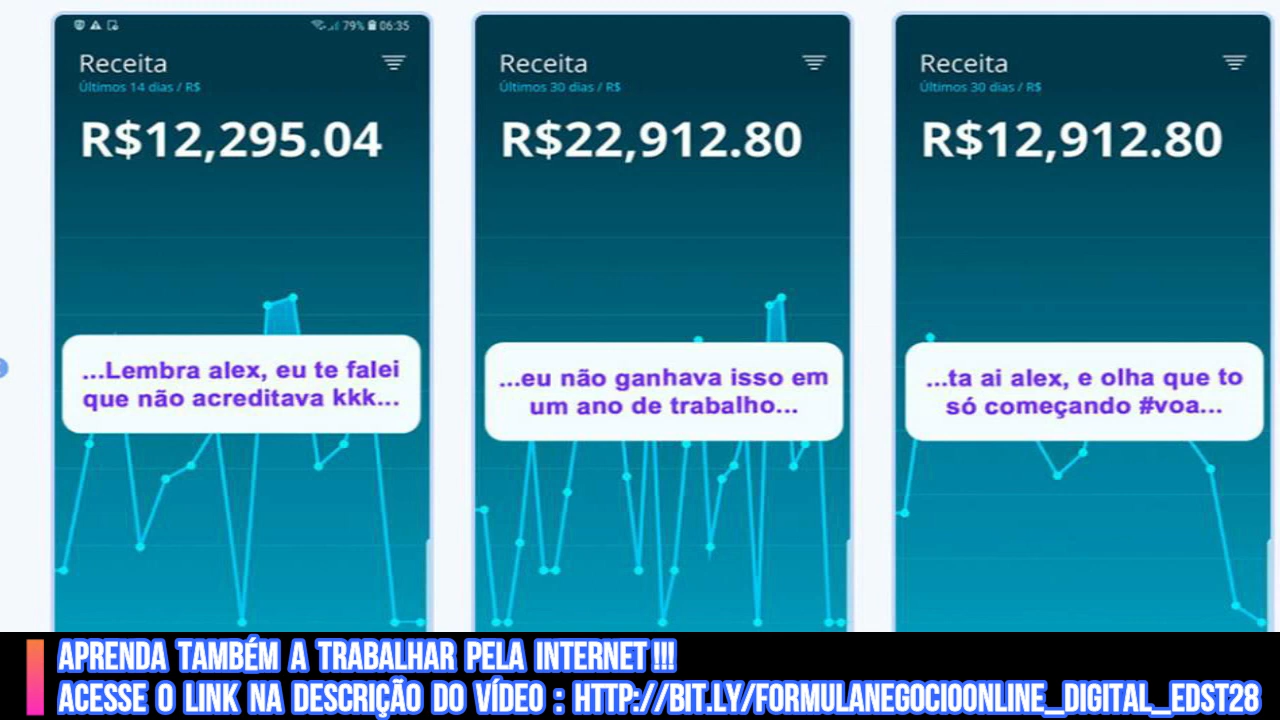 79% 06:35
Receita
Últimos 14 dias / R$
R$12,295.04
...Lembra alex, eu te falei
que não acreditava kkk...
Receita
Últimos 30 dias / R$
R$22,912.80
...eu não ganhava isso em
um ano de trabalho...
Receita
Últimos 30 dias / R$
R$12,912.80
...ta ai alex, e olha que to
só começando #voa...
APRENDA TAMBÉM A TRABALHAR PELA INTERNET!!!
ACESSE O LINK NA DESCRIÇÃO DO VÍDEO : HTTP://BIT.LY/FORMULANEGOCIOONLINE_DIGITAL_EDST28